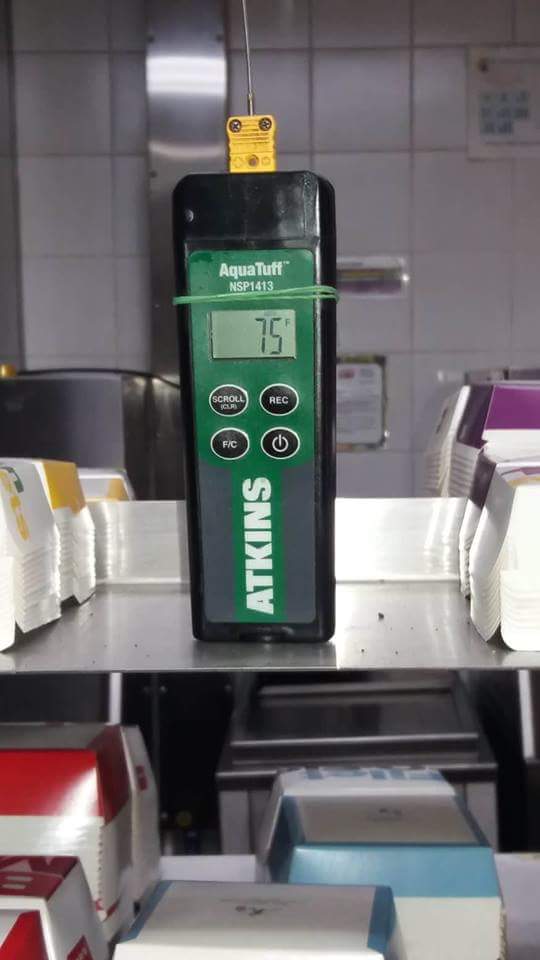 AquaTuff™
NSP1413
75 F
SCROLL
(CLR)
REC
F/C
ATKINS